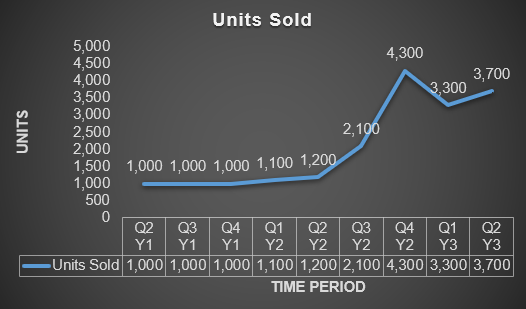 Units Sold
5,000
4,500
4,000
3,500
3,000
2,500
2,000
1,500
1,000
500
0
UNITS
1,000 1,000 1,000 1,100 1,200 2,100 4,300 3,300 3,700
Q2 Q3 Q4 Q1 Q2 Q3 Q4 Q1 Q2
Y1 Y1 Y1 Y2 Y2 Y2 Y2 Y3 Y3
Units Sold 1,000 1,000 1,000 1,100 1,200 2,100 4,300 3,300 3,700
TIME PERIOD